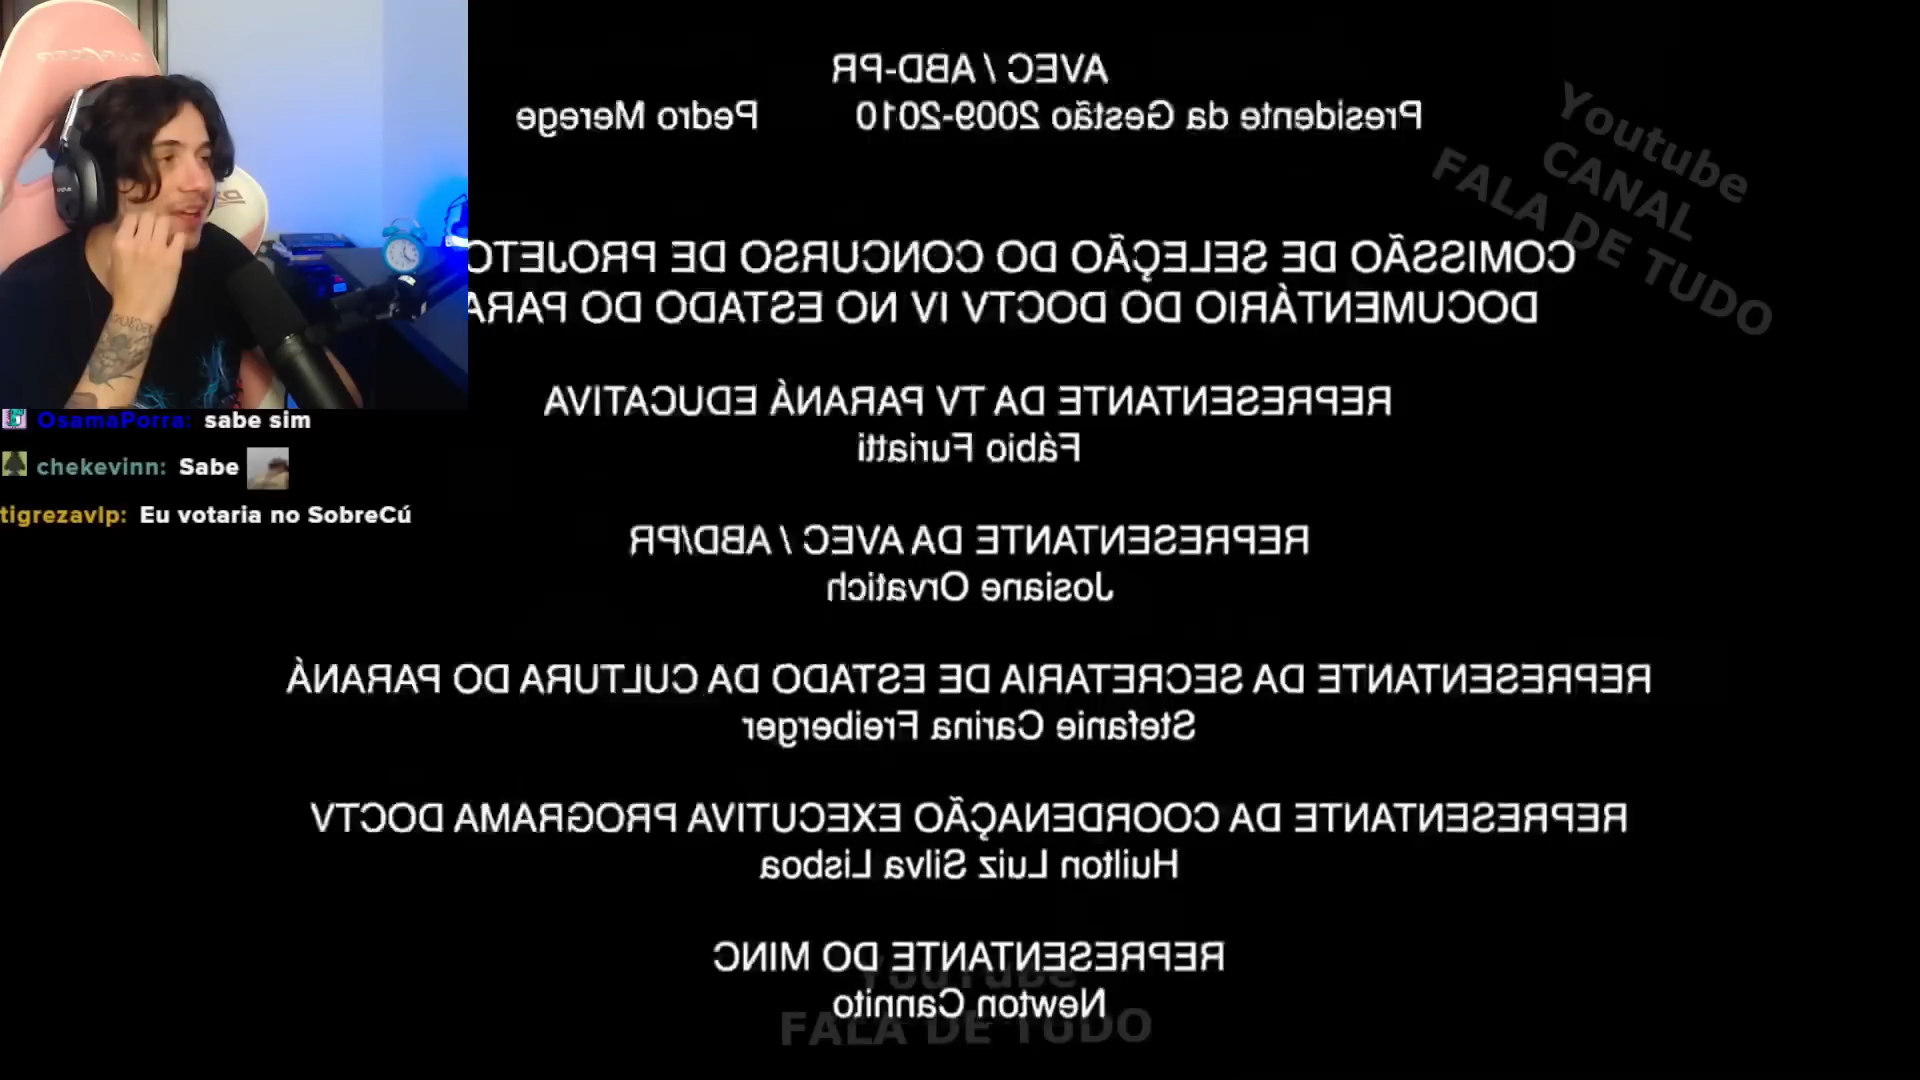 AVEC / ABD-PR
Presidente da Gestão 2009-2010 Pedro Merege
COMISSÃO DE SELEÇÃO DO CONCURSO DE PROJETO
DOCUMENTÁRIO DO DOCTV IV NO ESTADO DO PARA
REPRESENTANTE DA TV PARANÁ EDUCATIVA
Fábio Furiatti
REPRESENTANTE DA AVEC / ABD/PR
Josiane Orvatich
REPRESENTANTE DA SECRETARIA DE ESTADO DA CULTURA DO PARANÁ
Stefanie Carina Freiberger
REPRESENTANTE DA COORDENAÇÃO EXECUTIVA PROGRAMA DOCTV
Huilton Luiz Silva Lisboa
REPRESENTANTE DO MINC
Newton Cannito
Youtube
CANAL
FALA DE TUDO
YouTube
FALA DE TUDO
OsamaPorra: sabe sim
chekevinn: Sabe
tigrezavlp: Eu votaria no SobreCú